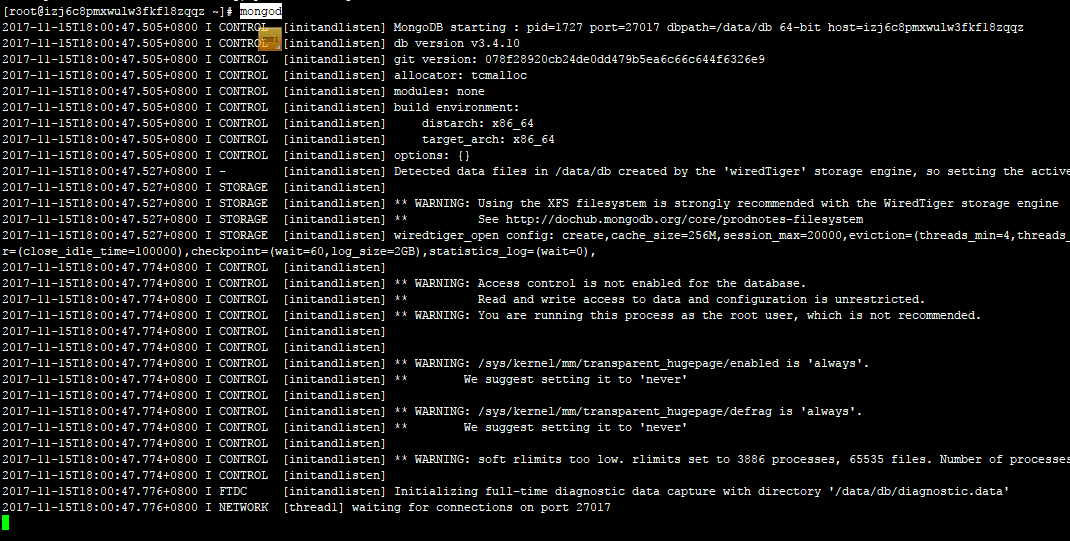 [root@izj6c8pmxwulw3fkfl8zqqz ~]# mongod
2017-11-15T18:00:47.505+0800 I CONTROL  [initandlisten] MongoDB starting : pid=1727 port=27017 dbpath=/data/db 64-bit host=izj6c8pmxwulw3fkfl8zqqz
2017-11-15T18:00:47.505+0800 I CONTROL  [initandlisten] db version v3.4.10
2017-11-15T18:00:47.505+0800 I CONTROL  [initandlisten] git version: 078f28920cb24de0dd479b5ea6c66c644f6326e9
2017-11-15T18:00:47.505+0800 I CONTROL  [initandlisten] allocator: tcmalloc
2017-11-15T18:00:47.505+0800 I CONTROL  [initandlisten] modules: none
2017-11-15T18:00:47.505+0800 I CONTROL  [initandlisten] build environment:
2017-11-15T18:00:47.505+0800 I CONTROL  [initandlisten]     distarch: x86_64
2017-11-15T18:00:47.505+0800 I CONTROL  [initandlisten]     target_arch: x86_64
2017-11-15T18:00:47.505+0800 I CONTROL  [initandlisten] options: {}
2017-11-15T18:00:47.527+0800 I -        [initandlisten] Detected data files in /data/db created by the 'wiredTiger' storage engine, so setting the active
2017-11-15T18:00:47.527+0800 I STORAGE  [initandlisten]
2017-11-15T18:00:47.527+0800 I STORAGE  [initandlisten] ** WARNING: Using the XFS filesystem is strongly recommended with the WiredTiger storage engine
2017-11-15T18:00:47.527+0800 I STORAGE  [initandlisten] **          See http://dochub.mongodb.org/core/prodnotes-filesystem
2017-11-15T18:00:47.527+0800 I STORAGE  [initandlisten] wiredtiger_open config: create,cache_size=256M,session_max=20000,eviction=(threads_min=4,threads_
r=(close_idle_time=100000),checkpoint=(wait=60,log_size=2GB),statistics_log=(wait=0),
2017-11-15T18:00:47.774+0800 I CONTROL  [initandlisten]
2017-11-15T18:00:47.774+0800 I CONTROL  [initandlisten] ** WARNING: Access control is not enabled for the database.
2017-11-15T18:00:47.774+0800 I CONTROL  [initandlisten] **          Read and write access to data and configuration is unrestricted.
2017-11-15T18:00:47.774+0800 I CONTROL  [initandlisten] ** WARNING: You are running this process as the root user, which is not recommended.
2017-11-15T18:00:47.774+0800 I CONTROL  [initandlisten]
2017-11-15T18:00:47.774+0800 I CONTROL  [initandlisten]
2017-11-15T18:00:47.774+0800 I CONTROL  [initandlisten] ** WARNING: /sys/kernel/mm/transparent_hugepage/enabled is 'always'.
2017-11-15T18:00:47.774+0800 I CONTROL  [initandlisten] **        We suggest setting it to 'never'
2017-11-15T18:00:47.774+0800 I CONTROL  [initandlisten]
2017-11-15T18:00:47.774+0800 I CONTROL  [initandlisten] ** WARNING: /sys/kernel/mm/transparent_hugepage/defrag is 'always'.
2017-11-15T18:00:47.774+0800 I CONTROL  [initandlisten] **        We suggest setting it to 'never'
2017-11-15T18:00:47.774+0800 I CONTROL  [initandlisten]
2017-11-15T18:00:47.774+0800 I CONTROL  [initandlisten] ** WARNING: soft rlimits too low. rlimits set to 3886 processes, 65535 files. Number of processes
2017-11-15T18:00:47.774+0800 I CONTROL  [initandlisten]
2017-11-15T18:00:47.776+0800 I FTDC     [initandlisten] Initializing full-time diagnostic data capture with directory '/data/db/diagnostic.data'
2017-11-15T18:00:47.776+0800 I NETWORK  [thread1] waiting for connections on port 27017